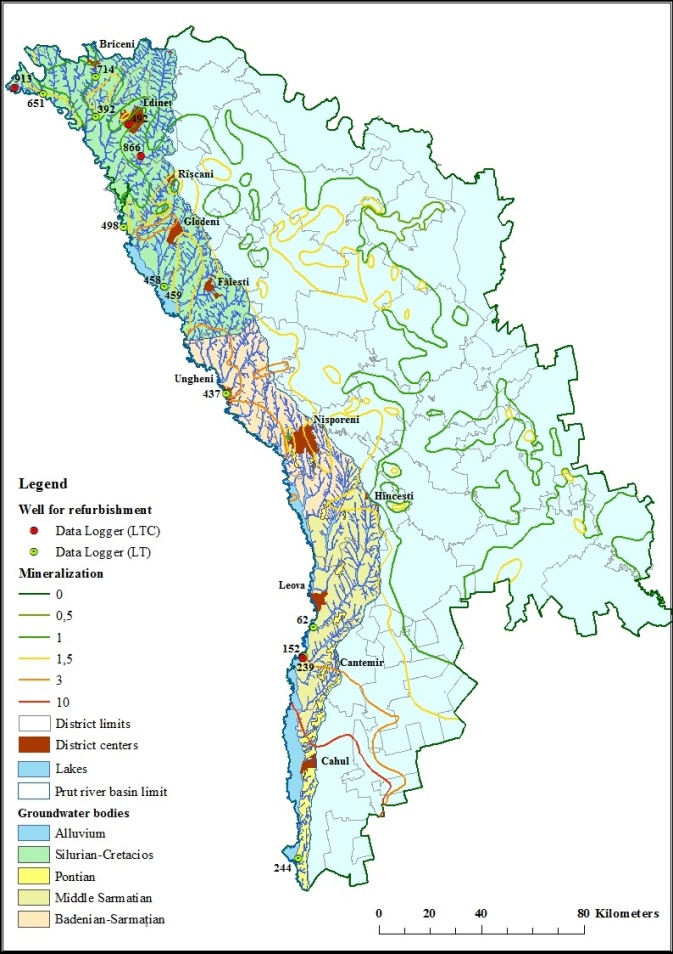 Briceni
714
913
651
392
Edineț
492
866
Rîșcani
498
Glodeni
458
459
Fălești
Ungheni
437
Nisporeni
Hîncești
Leova
62
152
239
Cantemir
Cahul
244
Legend
Well for refurbishment
Data Logger (LTC)
Data Logger (LT)
Mineralization
0
0,5
1
1,5
3
10
District limits
District centers
Lakes
Prut river basin limit
Groundwater bodies
Alluvium
Silurian-Cretacios
Pontian
Middle Sarmatian
Badenian-Sarmațian
0 20 40 80 Kilometers